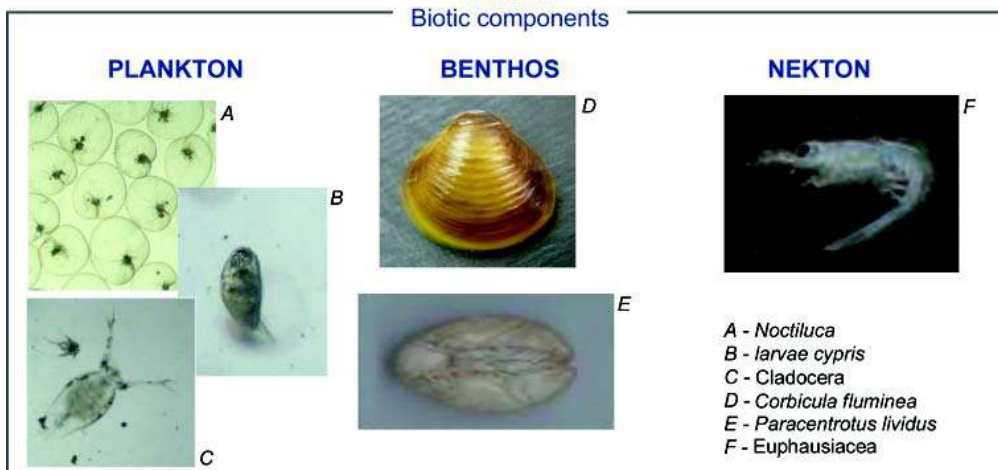 Biotic components
PLANKTON
BENTHOS
NEKTON
A
B
C
D
E
F
A - Noctiluca
B - larvae cypris
C - Cladocera
D - Corbicula fluminea
E - Paracentrotus lividus
F - Euphausiacea